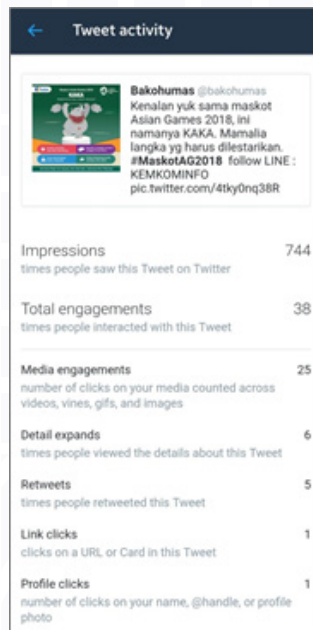 Tweet activity
KAKA
Bakohumas @bakohumas
Kenalan yuk sama maskot
Asian Games 2018, ini
namanya KAKA. Mamalia
langka yg harus dilestarikan.
#MaskotAG2018 follow LINE :
KEMKOMINFO
pic.twitter.com/4tky0nq38R
Impressions 744
times people saw this Tweet on Twitter
Total engagements 38
times people interacted with this Tweet
Media engagements 25
number of clicks on your media counted across
videos, vines, gifs, and images
Detail expands 6
times people viewed the details about this Tweet
Retweets 5
times people retweeted this Tweet
Link clicks 1
clicks on a URL or Card in this Tweet
Profile clicks 1
number of clicks on your name, @handle, or profile
photo